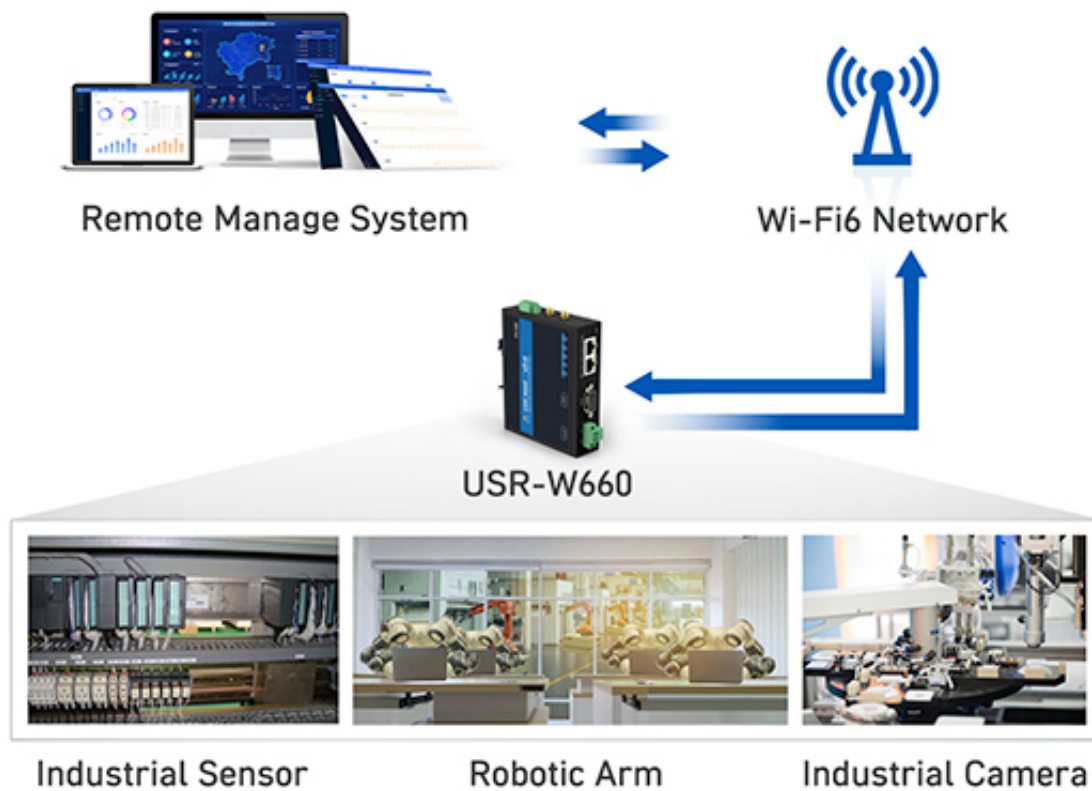 Remote Manage System
Wi-Fi6 Network
USR-W660
Industrial Sensor
Robotic Arm
Industrial Camera